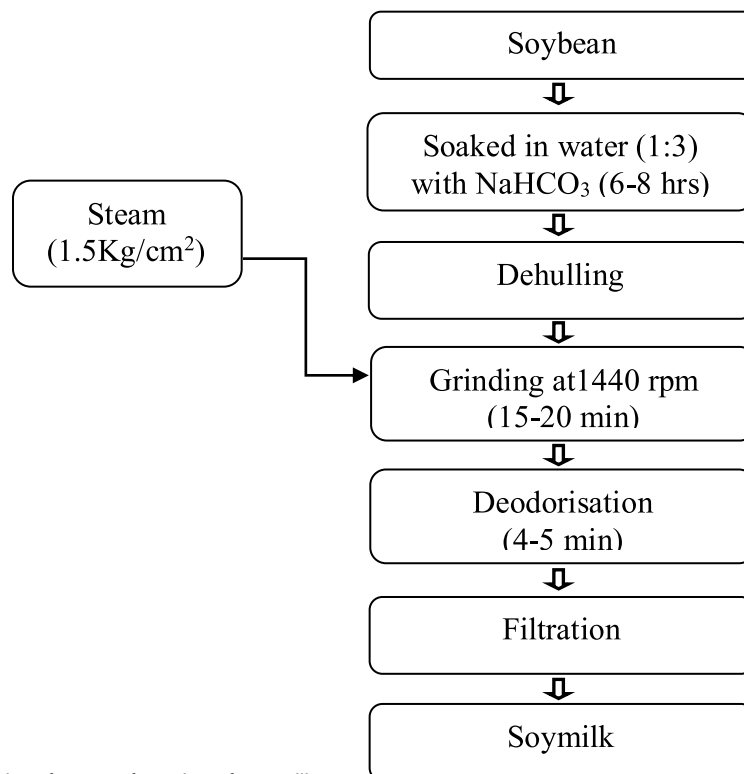 Soybean
Soaked in water (1:3)
with NaHCO₃ (6-8 hrs)
Steam
(1.5Kg/cm²)
Dehulling
Grinding at1440 rpm
(15-20 min)
Deodorisation
(4-5 min)
Filtration
Soymilk